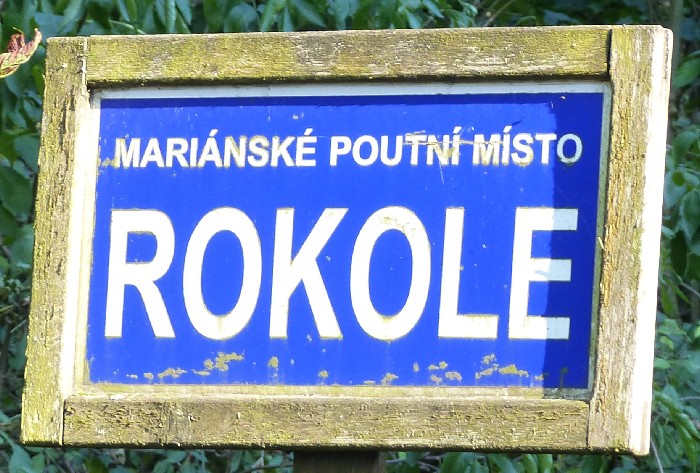 MARIÁNSKÉ POUTNÍ MÍSTO
ROKOLE